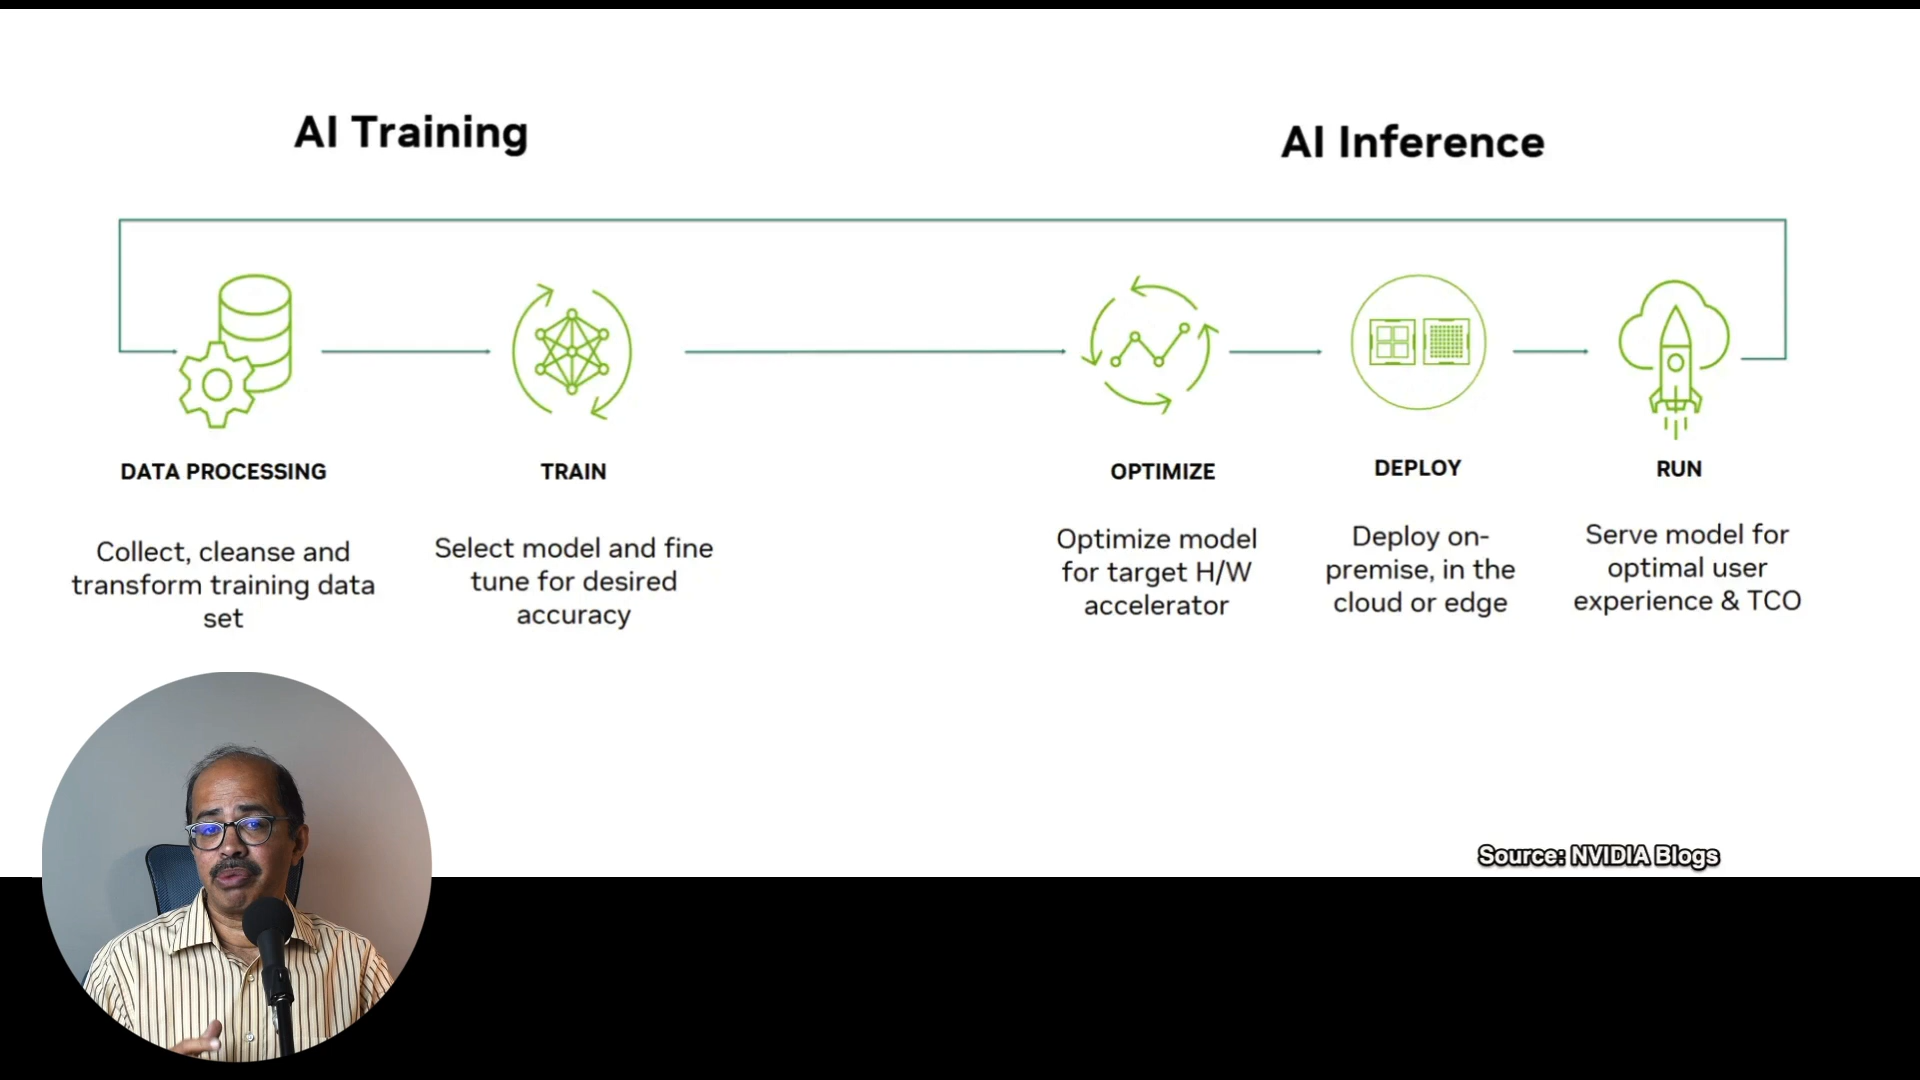 AI Training
AI Inference
DATA PROCESSING
Collect, cleanse and
transform training data
set
TRAIN
Select model and fine
tune for desired
accuracy
OPTIMIZE
Optimize model
for target H/W
accelerator
DEPLOY
Deploy on-
premise, in the
cloud or edge
RUN
Serve model for
optimal user
experience & TCO
Source: NVIDIA Blogs